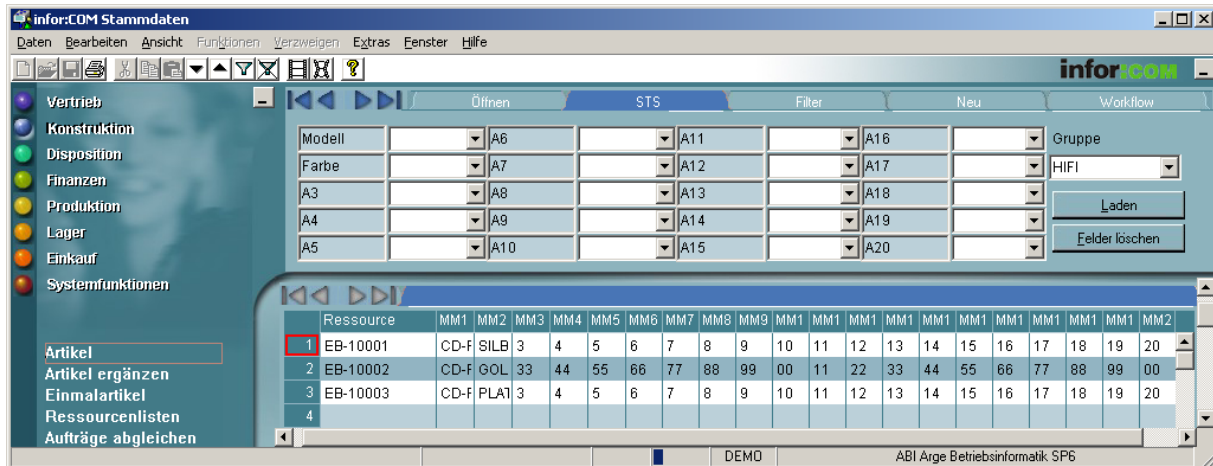 infor:COM Stammdaten
Daten Bearbeiten Ansicht Funktionen Verzweigen Extras Fenster Hilfe
infor:COM
Vertrieb
Konstruktion
Disposition
Finanzen
Produktion
Lager
Einkauf
Systemfunktionen
Artikel
Artikel ergänzen
Einmalartikel
Ressourcenlisten
Aufträge abgleichen
Öffnen STS Filter Neu Workflow
Modell A6 A11 A16 Gruppe
Farbe A7 A12 A17 HIFI
A3 A8 A13 A18 Laden
A4 A9 A14 A19
A5 A10 A15 A20 Felder löschen
Ressource MM1 MM2 MM3 MM4 MM5 MM6 MM7 MM8 MM9 MM1 MM1 MM1 MM1 MM1 MM1 MM1 MM1 MM1 MM1 MM2
1 EB-10001 CD-F SILB 3 4 5 6 7 8 9 10 11 12 13 14 15 16 17 18 19 20
2 EB-10002 CD-F GOL 33 44 55 66 77 88 99 00 11 22 33 44 55 66 77 88 99 00
3 EB-10003 CD-F PLAT 3 4 5 6 7 8 9 10 11 12 13 14 15 16 17 18 19 20
4
DEMO ABI Arge Betriebsinformatik SP6